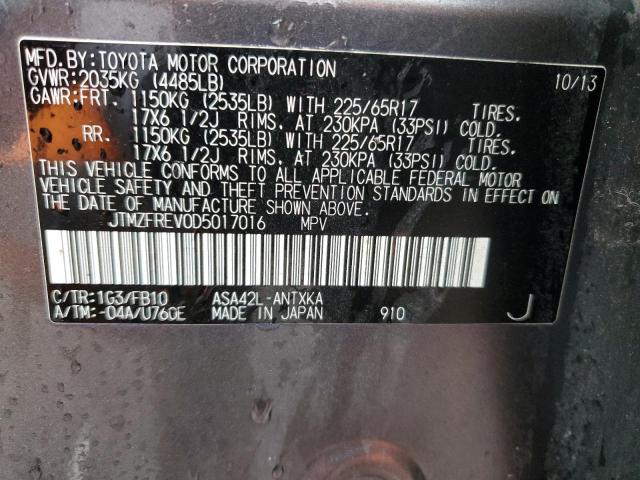 MFD.BY:TOYOTA MOTOR CORPORATION 10/13
GVWR:2035KG (4485LB)
GAWR:FRT. 1150KG (2535LB) WITH 225/65R17 TIRES.
17X6 1/2J RIMS. AT 230KPA (33PSI) COLD.
RR. 1150KG (2535LB) WITH 225/65R17 TIRES.
17X6 1/2J RIMS. AT 230KPA (33PSI) COLD.
THIS VEHICLE CONFORMS TO ALL APPLICABLE FEDERAL MOTOR
VEHICLE SAFETY AND THEFT PREVENTION STANDARDS IN EFFECT ON
THE DATE OF MANUFACTURE SHOWN ABOVE.
JTMZFREV0D5017016 MPV
C/TR:1G3/FB10 ASA42L-ANTXKA
A/TM:-04A/U760E MADE IN JAPAN 910 J